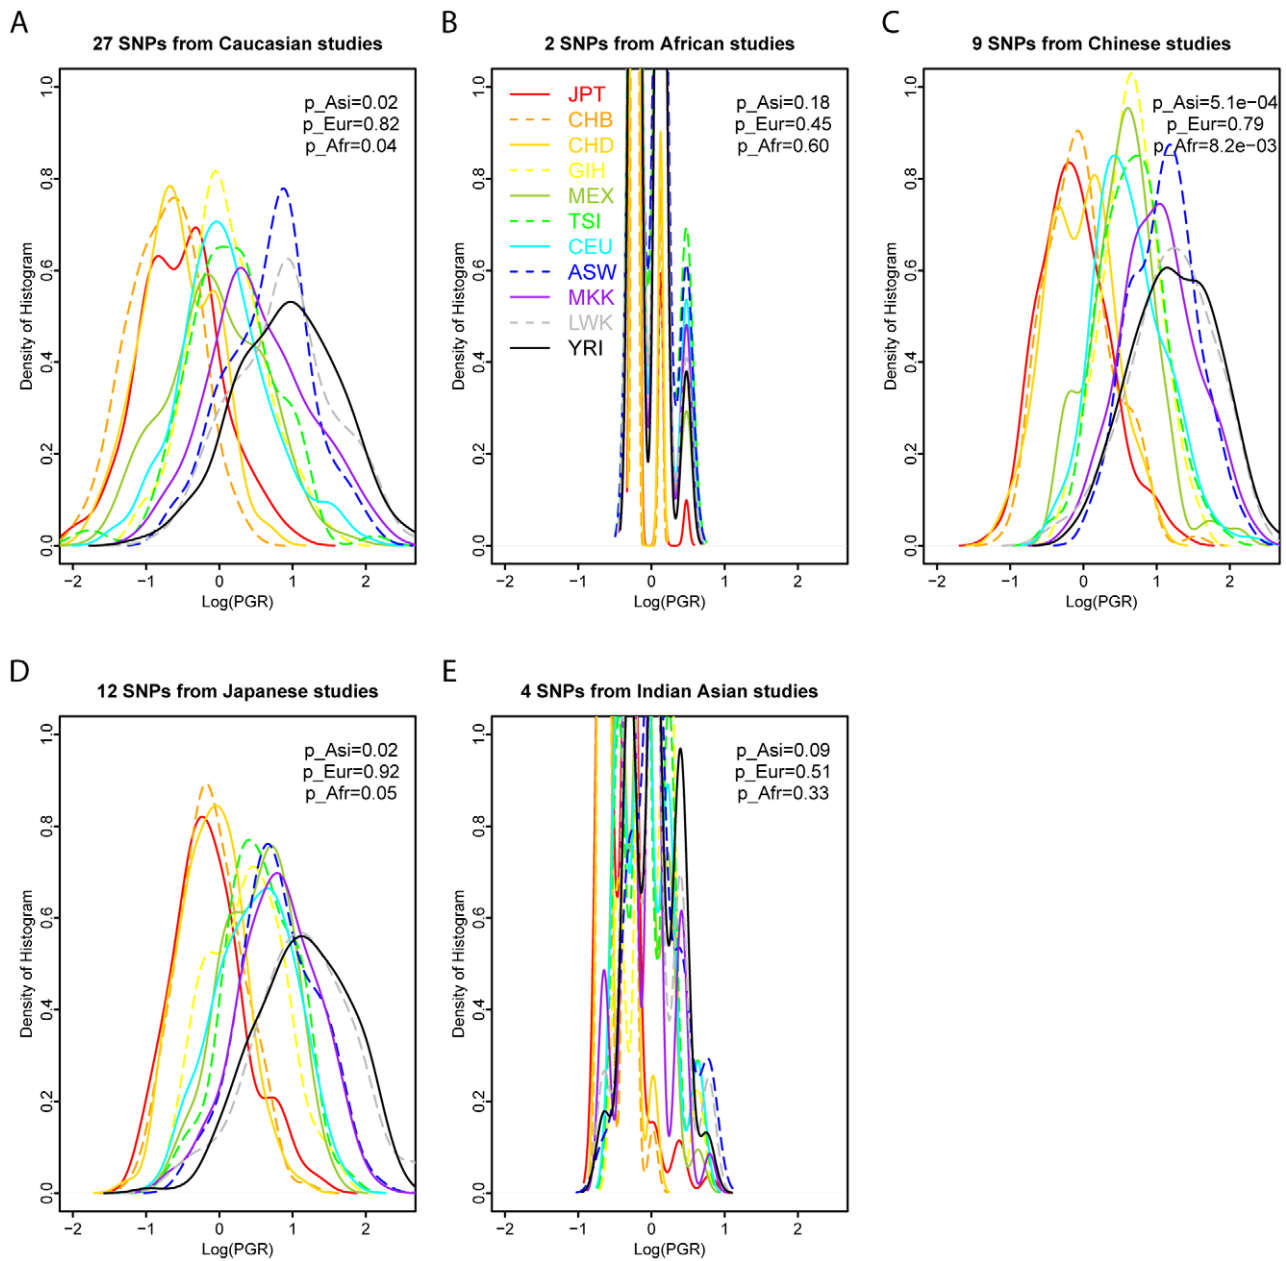 A
27 SNPs from Caucasian studies
p_Asi=0.02
p_Eur=0.82
p_Afr=0.04
Density of Histogram
0.0 0.2 0.4 0.6 0.8 1.0
−2 −1 0 1 2
Log(PGR)
B
2 SNPs from African studies
JPT
CHB
CHD
GIH
MEX
TSI
CEU
ASW
MKK
LWK
YRI
p_Asi=0.18
p_Eur=0.45
p_Afr=0.60
Density of Histogram
0.0 0.2 0.4 0.6 0.8 1.0
−2 −1 0 1 2
Log(PGR)
C
9 SNPs from Chinese studies
p_Asi=5.1e−04
p_Eur=0.79
p_Afr=8.2e−03
Density of Histogram
0.0 0.2 0.4 0.6 0.8 1.0
−2 −1 0 1 2
Log(PGR)
D
12 SNPs from Japanese studies
p_Asi=0.02
p_Eur=0.92
p_Afr=0.05
Density of Histogram
0.0 0.2 0.4 0.6 0.8 1.0
−2 −1 0 1 2
Log(PGR)
E
4 SNPs from Indian Asian studies
p_Asi=0.09
p_Eur=0.51
p_Afr=0.33
Density of Histogram
0.0 0.2 0.4 0.6 0.8 1.0
−2 −1 0 1 2
Log(PGR)